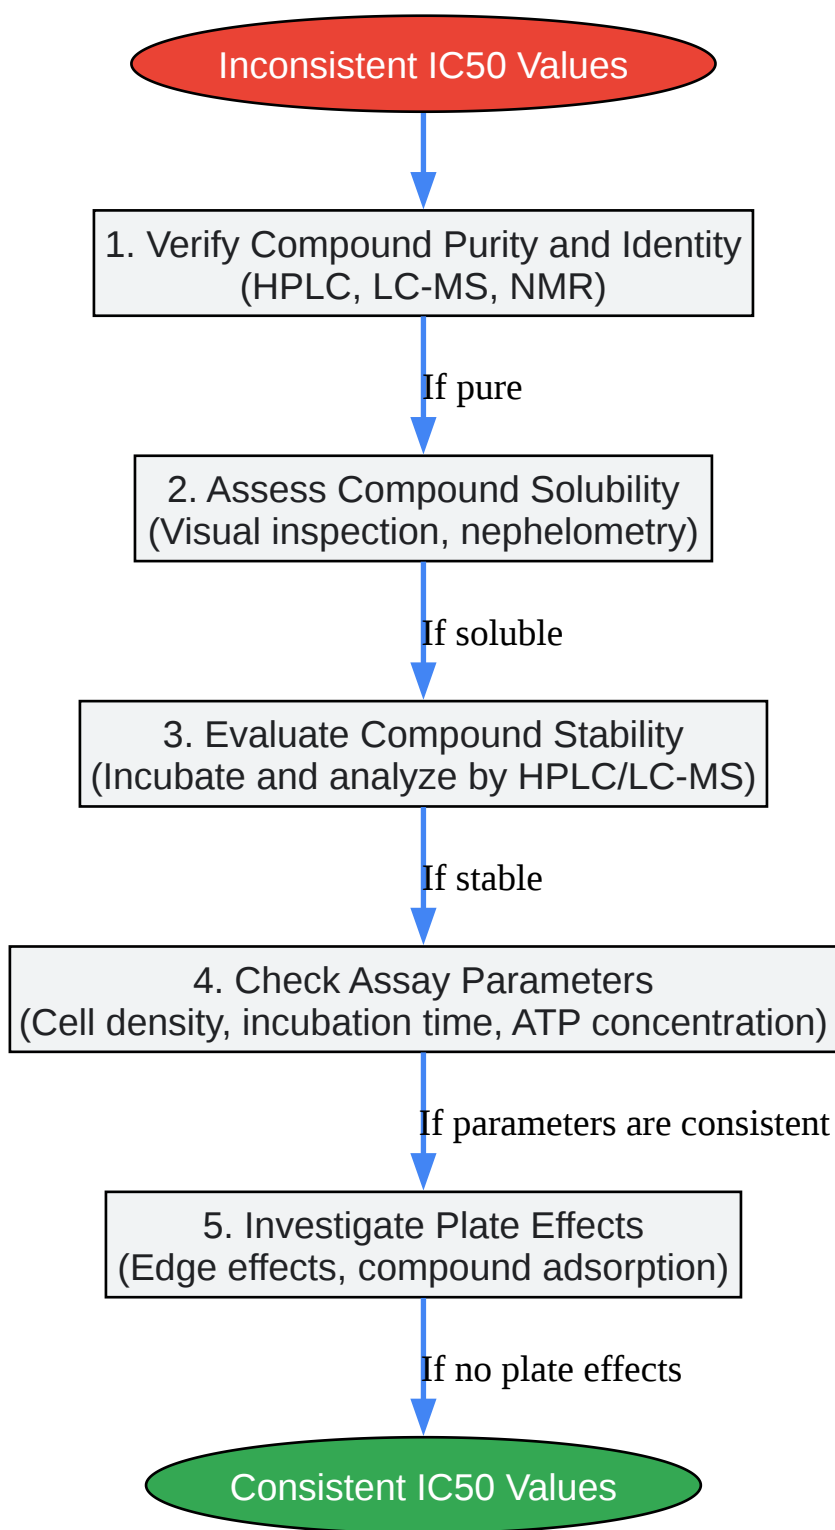 Inconsistent IC50 Values
1. Verify Compound Purity and Identity
(HPLC, LC-MS, NMR)
If pure
2. Assess Compound Solubility
(Visual inspection, nephelometry)
If soluble
3. Evaluate Compound Stability
(Incubate and analyze by HPLC/LC-MS)
If stable
4. Check Assay Parameters
(Cell density, incubation time, ATP concentration)
If parameters are consistent
5. Investigate Plate Effects
(Edge effects, compound adsorption)
If no plate effects
Consistent IC50 Values